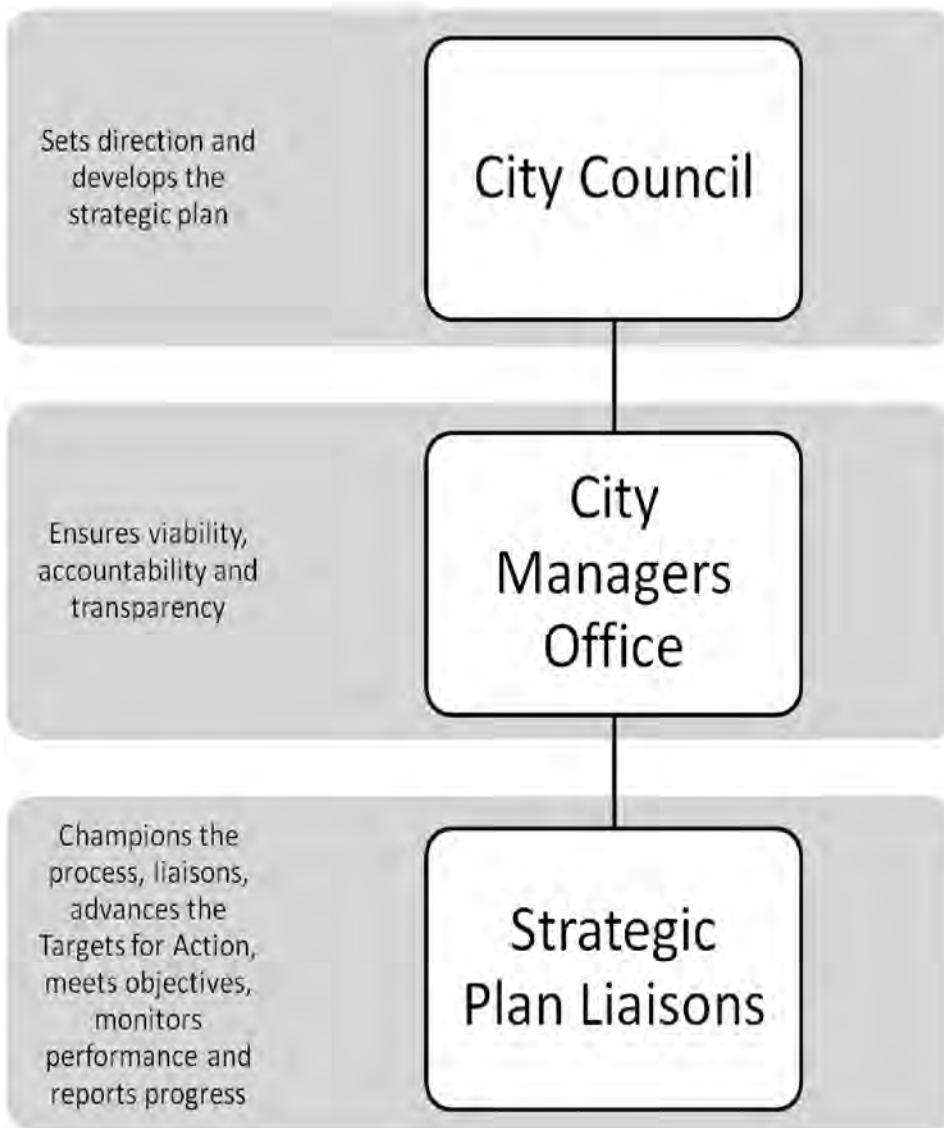 Sets direction and
develops the
strategic plan
City Council
Ensures viability,
accountability and
transparency
City
Managers
Office
Champions the
process, liaisons,
advances the
Targets for Action,
meets objectives,
monitors
performance and
reports progress
Strategic
Plan Liaisons